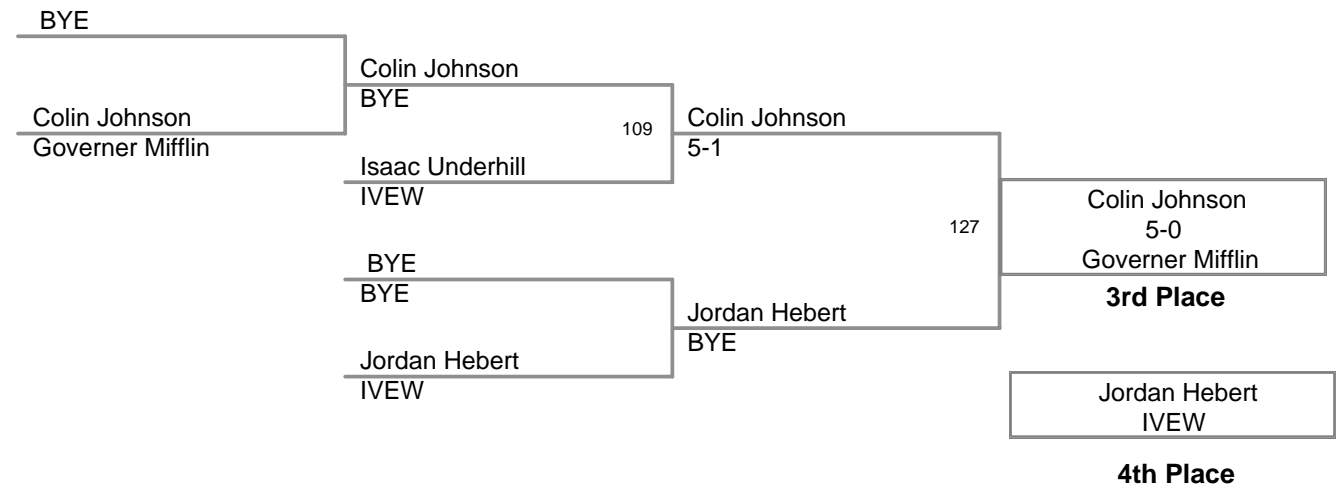 BYE
Colin Johnson
BYE
Colin Johnson
Governer Mifflin
109
Colin Johnson
5-1
Isaac Underhill
IVEW
Colin Johnson
5-0
Governer Mifflin
3rd Place
127
BYE
BYE
Jordan Hebert
BYE
Jordan Hebert
IVEW
Jordan Hebert
IVEW
4th Place